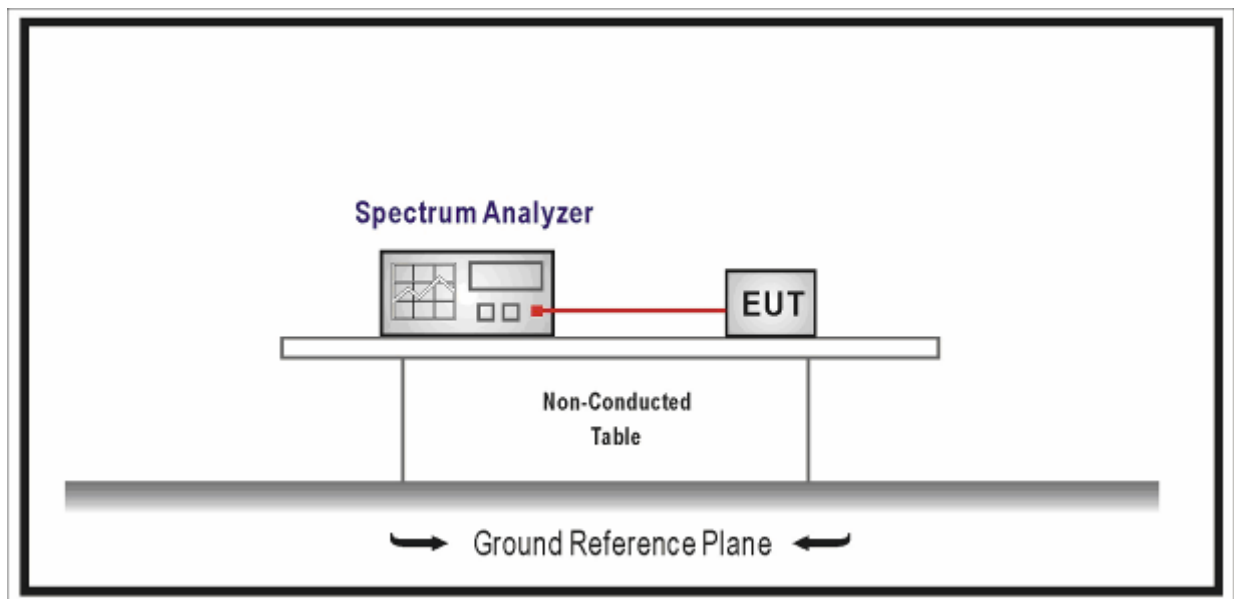 Spectrum Analyzer
EUT
Non-Conducted
Table
Ground Reference Plane